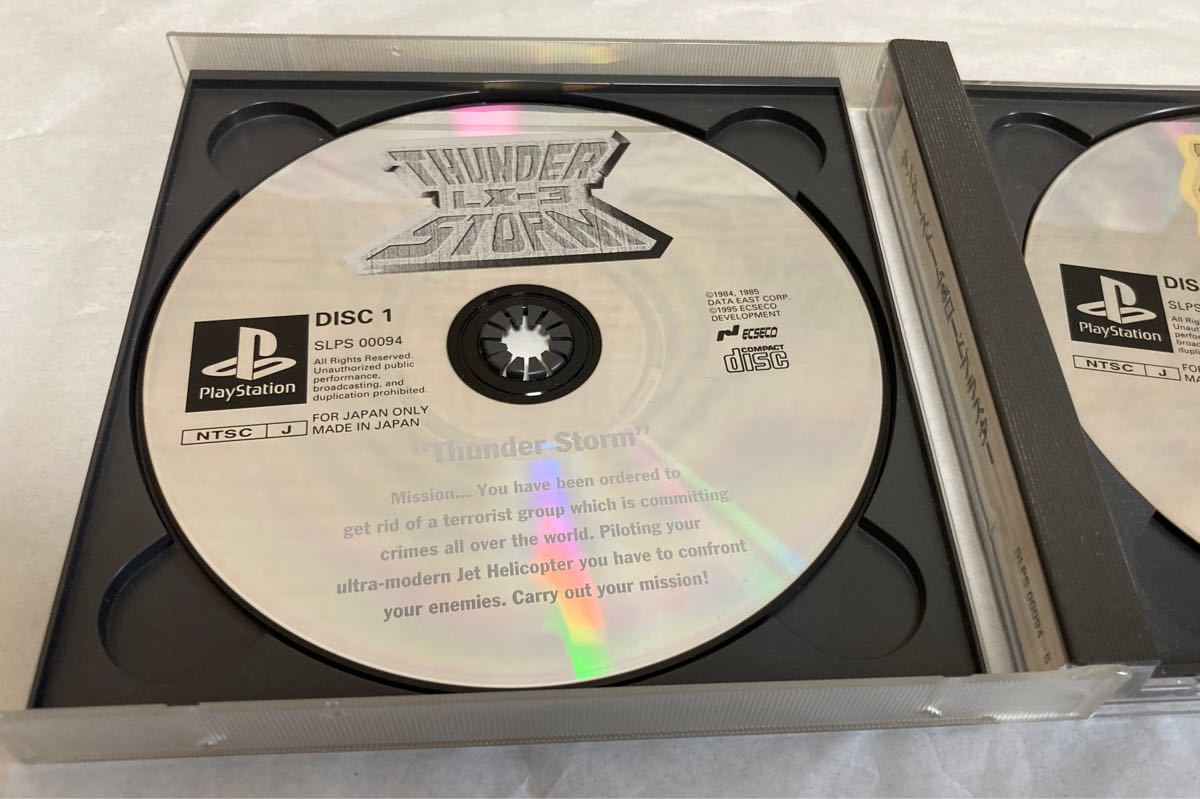 THUNDER
LX-3
STORM
PlayStation
DISC 1
SLPS 00094
All Rights Reserved.
Unauthorized public
performance,
broadcasting, and
duplication prohibited.
NTSC J
FOR JAPAN ONLY
MADE IN JAPAN
©1984, 1985
DATA EAST CORP.
©1995 ECSECO
DEVELOPMENT
ECSECO
COMPACT
disc
"Thunder Storm"
Mission... You have been ordered to
get rid of a terrorist group which is committing
crimes all over the world. Piloting your
ultra-modern Jet Helicopter you have to confront
your enemies. Carry out your mission!
SLPS 00094
PlayStation
NTSC J